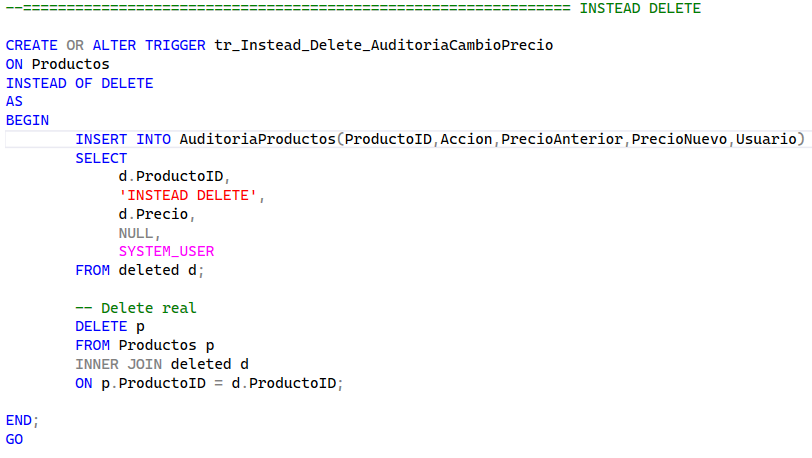 --=============================================================== INSTEAD DELETE
CREATE OR ALTER TRIGGER tr_Instead_Delete_AuditoriaCambioPrecio
ON Productos
INSTEAD OF DELETE
AS
BEGIN
INSERT INTO AuditoriaProductos(ProductoID,Accion,PrecioAnterior,PrecioNuevo,Usuario)
SELECT
d.ProductoID,
'INSTEAD DELETE',
d.Precio,
NULL,
SYSTEM_USER
FROM deleted d;
-- Delete real
DELETE p
FROM Productos p
INNER JOIN deleted d
ON p.ProductoID = d.ProductoID;
END;
GO